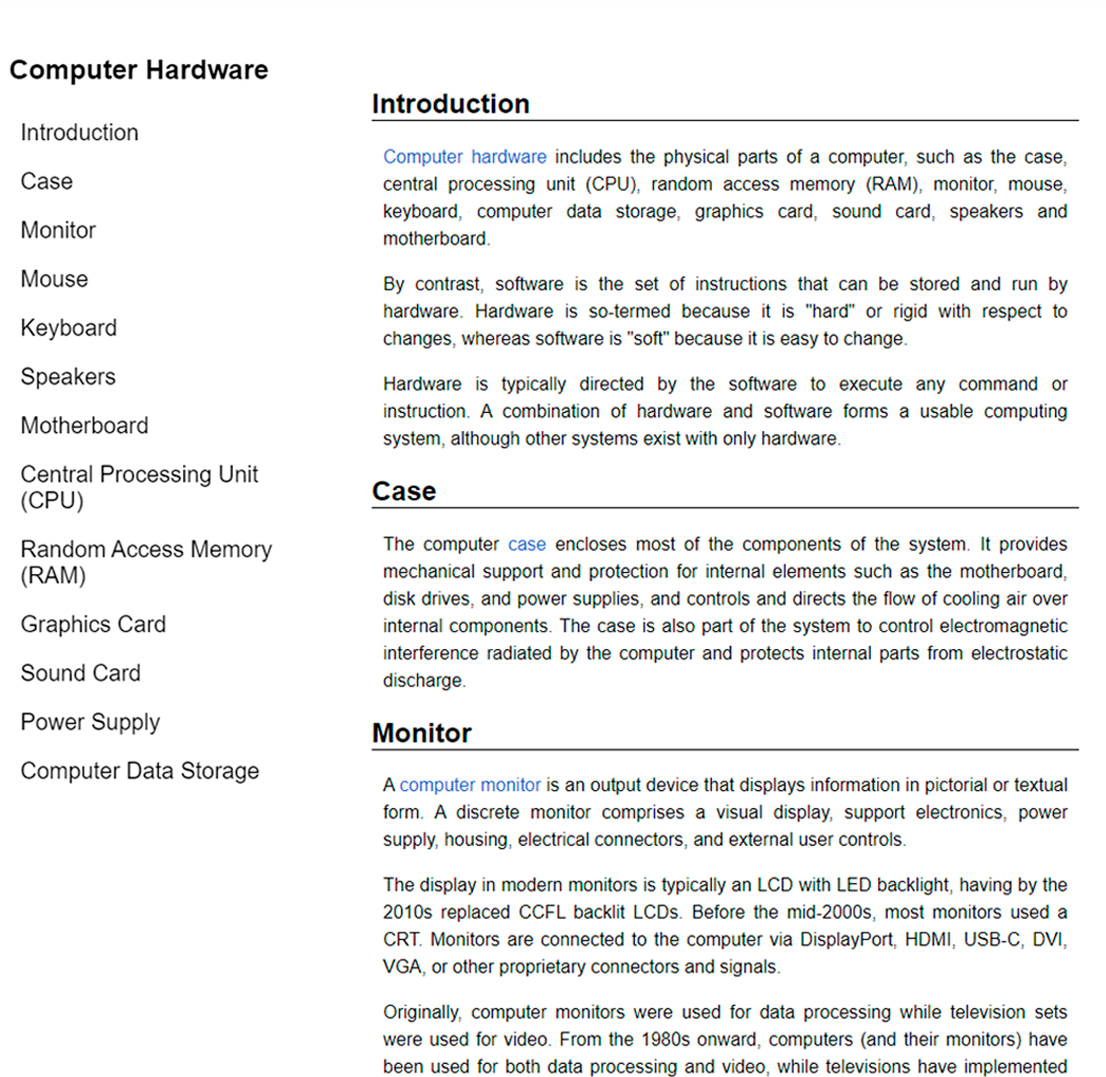 Computer Hardware
Introduction
Case
Monitor
Mouse
Keyboard
Speakers
Motherboard
Central Processing Unit
(CPU)
Random Access Memory
(RAM)
Graphics Card
Sound Card
Power Supply
Computer Data Storage
Introduction
Computer hardware includes the physical parts of a computer, such as the case,
central processing unit (CPU), random access memory (RAM), monitor, mouse,
keyboard, computer data storage, graphics card, sound card, speakers and
motherboard.
By contrast, software is the set of instructions that can be stored and run by
hardware. Hardware is so-termed because it is "hard" or rigid with respect to
changes, whereas software is "soft" because it is easy to change.
Hardware is typically directed by the software to execute any command or
instruction. A combination of hardware and software forms a usable computing
system, although other systems exist with only hardware.
Case
The computer case encloses most of the components of the system. It provides
mechanical support and protection for internal elements such as the motherboard,
disk drives, and power supplies, and controls and directs the flow of cooling air over
internal components. The case is also part of the system to control electromagnetic
interference radiated by the computer and protects internal parts from electrostatic
discharge.
Monitor
A computer monitor is an output device that displays information in pictorial or textual
form. A discrete monitor comprises a visual display, support electronics, power
supply, housing, electrical connectors, and external user controls.
The display in modern monitors is typically an LCD with LED backlight, having by the
2010s replaced CCFL backlit LCDs. Before the mid-2000s, most monitors used a
CRT. Monitors are connected to the computer via DisplayPort, HDMI, USB-C, DVI,
VGA, or other proprietary connectors and signals.
Originally, computer monitors were used for data processing while television sets
were used for video. From the 1980s onward, computers (and their monitors) have
been used for both data processing and video, while televisions have implemented